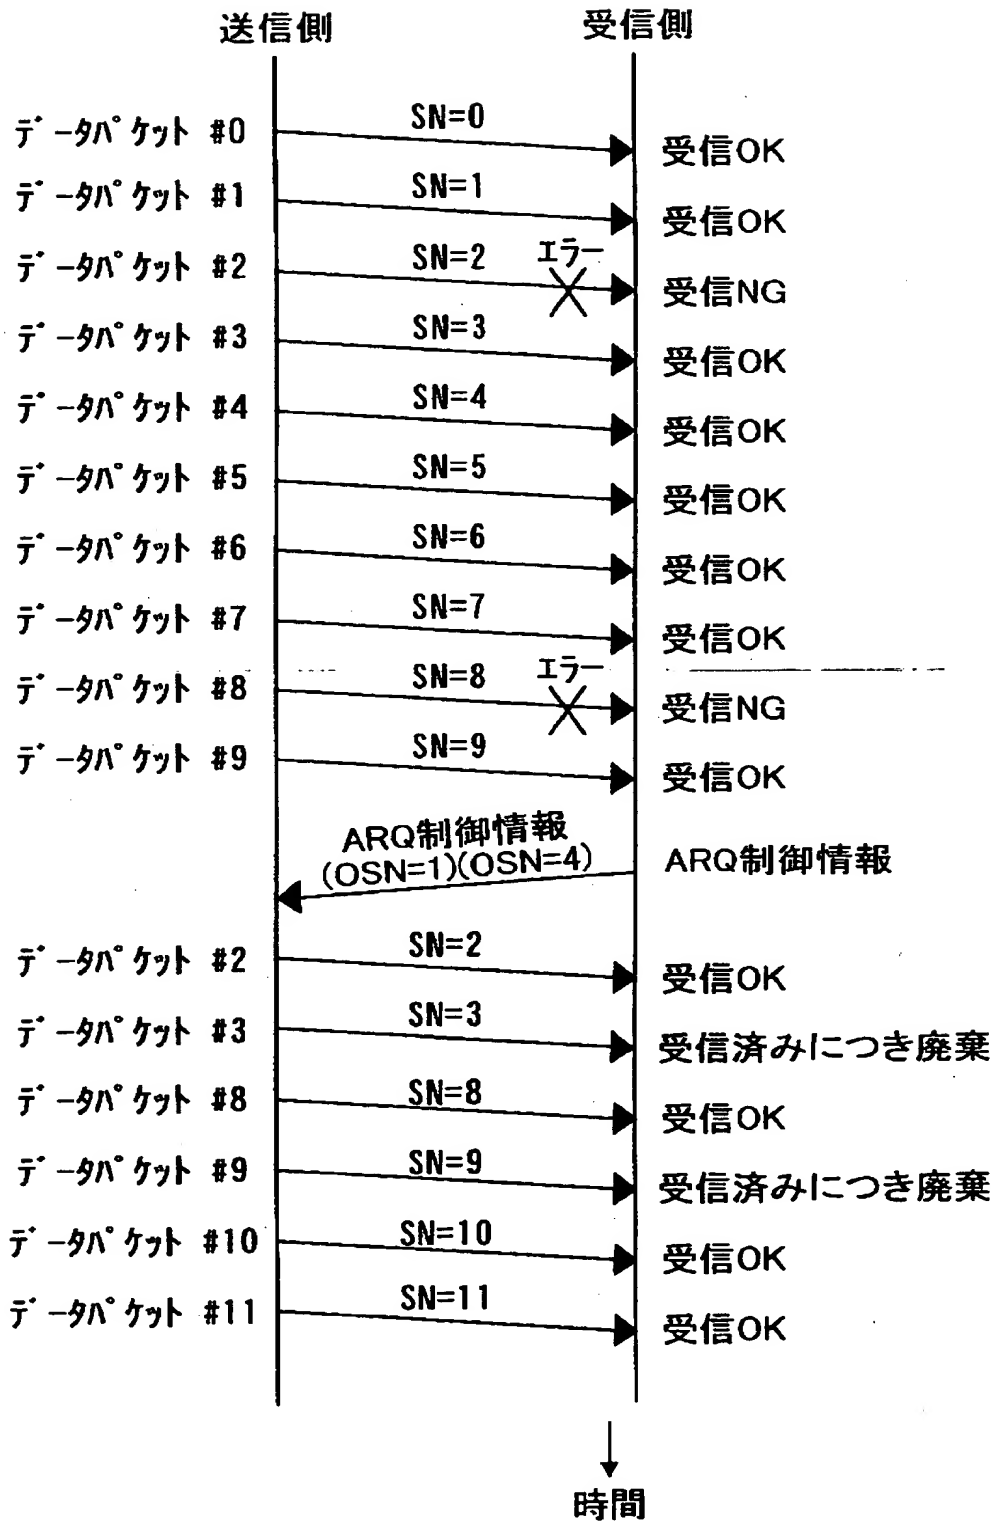 送信側 受信側
データパケット #0 SN=0 受信OK
データパケット #1 SN=1 受信OK
データパケット #2 SN=2 エラー 受信NG
データパケット #3 SN=3 受信OK
データパケット #4 SN=4 受信OK
データパケット #5 SN=5 受信OK
データパケット #6 SN=6 受信OK
データパケット #7 SN=7 受信OK
データパケット #8 SN=8 エラー 受信NG
データパケット #9 SN=9 受信OK
ARQ制御情報
(OSN=1)(OSN=4) ARQ制御情報
データパケット #2 SN=2 受信OK
データパケット #3 SN=3 受信済みにつき廃棄
データパケット #8 SN=8 受信OK
データパケット #9 SN=9 受信済みにつき廃棄
データパケット #10 SN=10 受信OK
データパケット #11 SN=11 受信OK
時間